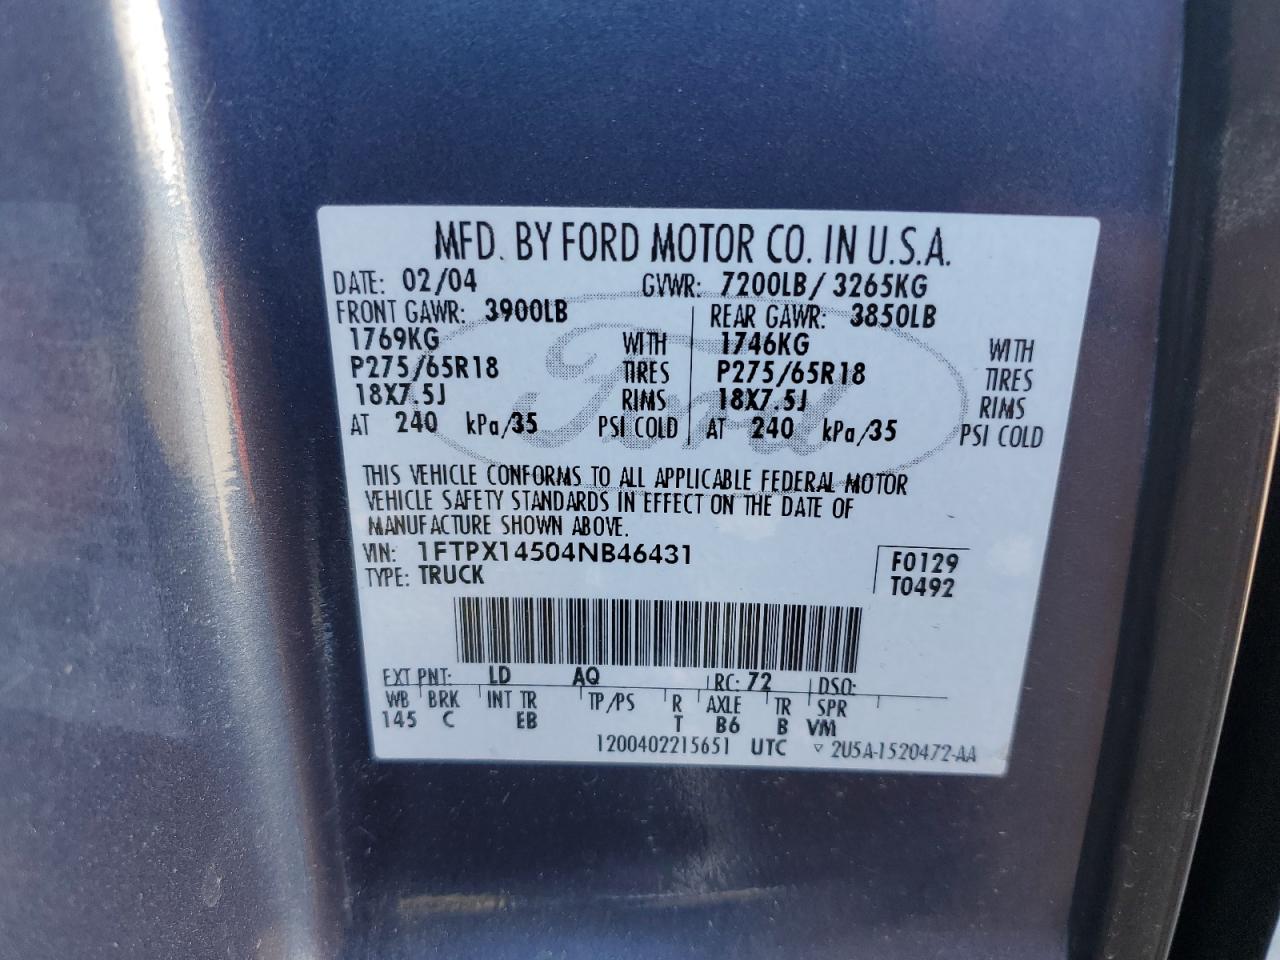 MFD. BY FORD MOTOR CO. IN U.S.A.
DATE: 02/04 GVWR: 7200LB/ 3265KG
FRONT GAWR: 3900LB REAR GAWR: 3850LB
1769KG WITH 1746KG WITH
P275/65R18 TIRES P275/65R18 TIRES
18X7.5J RIMS 18X7.5J RIMS
AT 240 kPa/35 PSI COLD AT 240 kPa/35 PSI COLD
Ford
THIS VEHICLE CONFORMS TO ALL APPLICABLE FEDERAL MOTOR
VEHICLE SAFETY STANDARDS IN EFFECT ON THE DATE OF
MANUFACTURE SHOWN ABOVE.
VIN: 1FTPX14504NB46431 F0129
TYPE: TRUCK T0492
EXT PNT: LD AQ RC: 72 DSO:
WB BRK INT TR TP/PS R AXLE TR SPR
145 C EB T B6 B VM
1200402215651 UTC ▽ 2U5A-1520472-AA